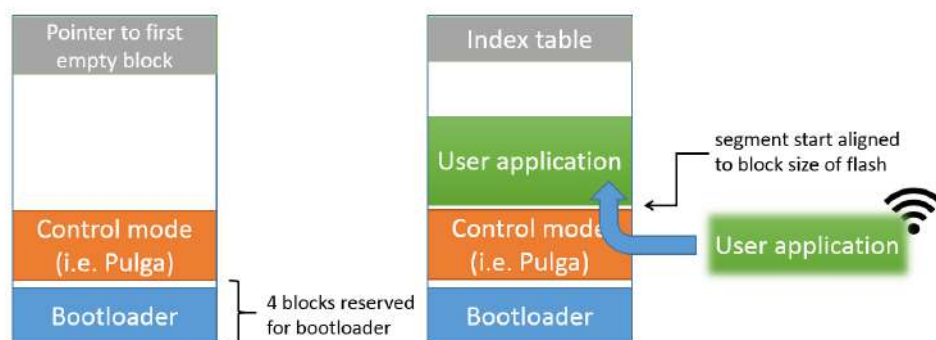 Pointer to first
empty block
Control mode
(i.e. Pulga)
Bootloader
4 blocks reserved
for bootloader
Index table
User application
Control mode
(i.e. Pulga)
Bootloader
segment start aligned
to block size of flash
User application